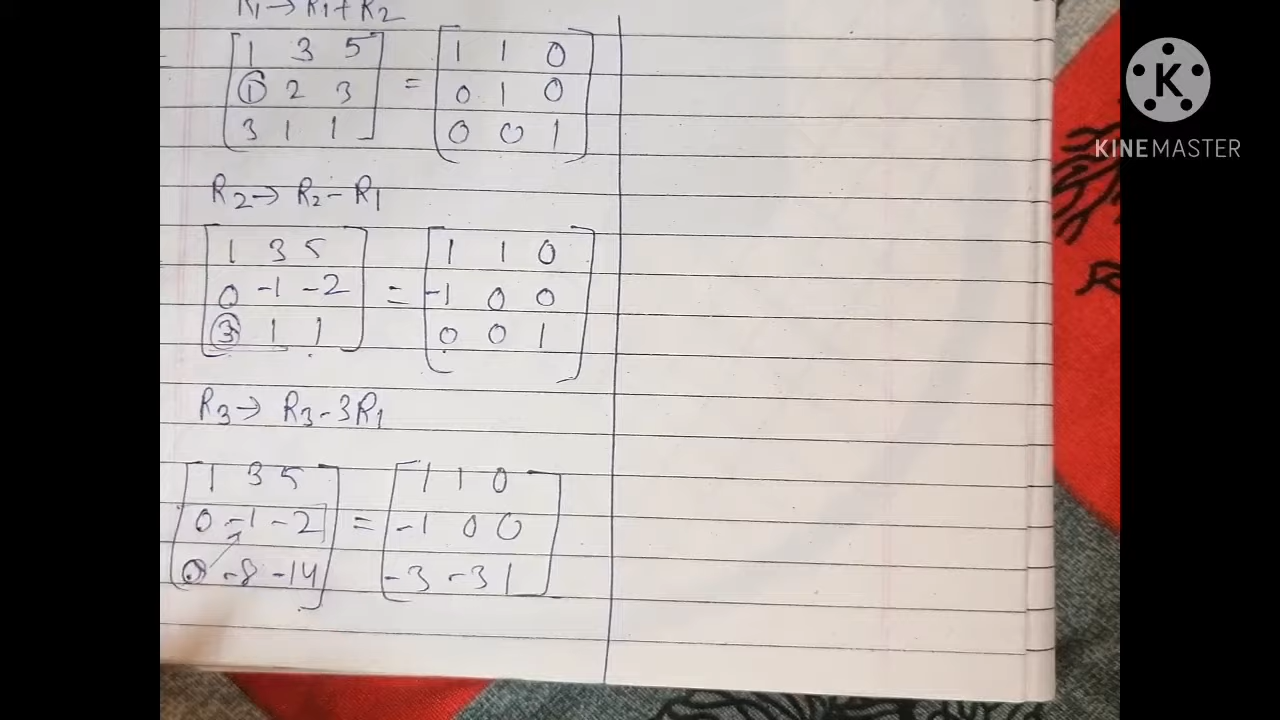 R₁→ R₁+R₂
1 3 5 1 1 0
1 2 3 = 0 1 0
3 1 1 0 0 1
R₂→ R₂-R₁
1 3 5 1 1 0
0 -1 -2 = -1 0 0
3 1 1 0 0 1
R₃→ R₃-3R₁
1 3 5 1 1 0
0 -1 -2 = -1 0 0
0 -8 -14 -3 -3 1
K
KINEMASTER